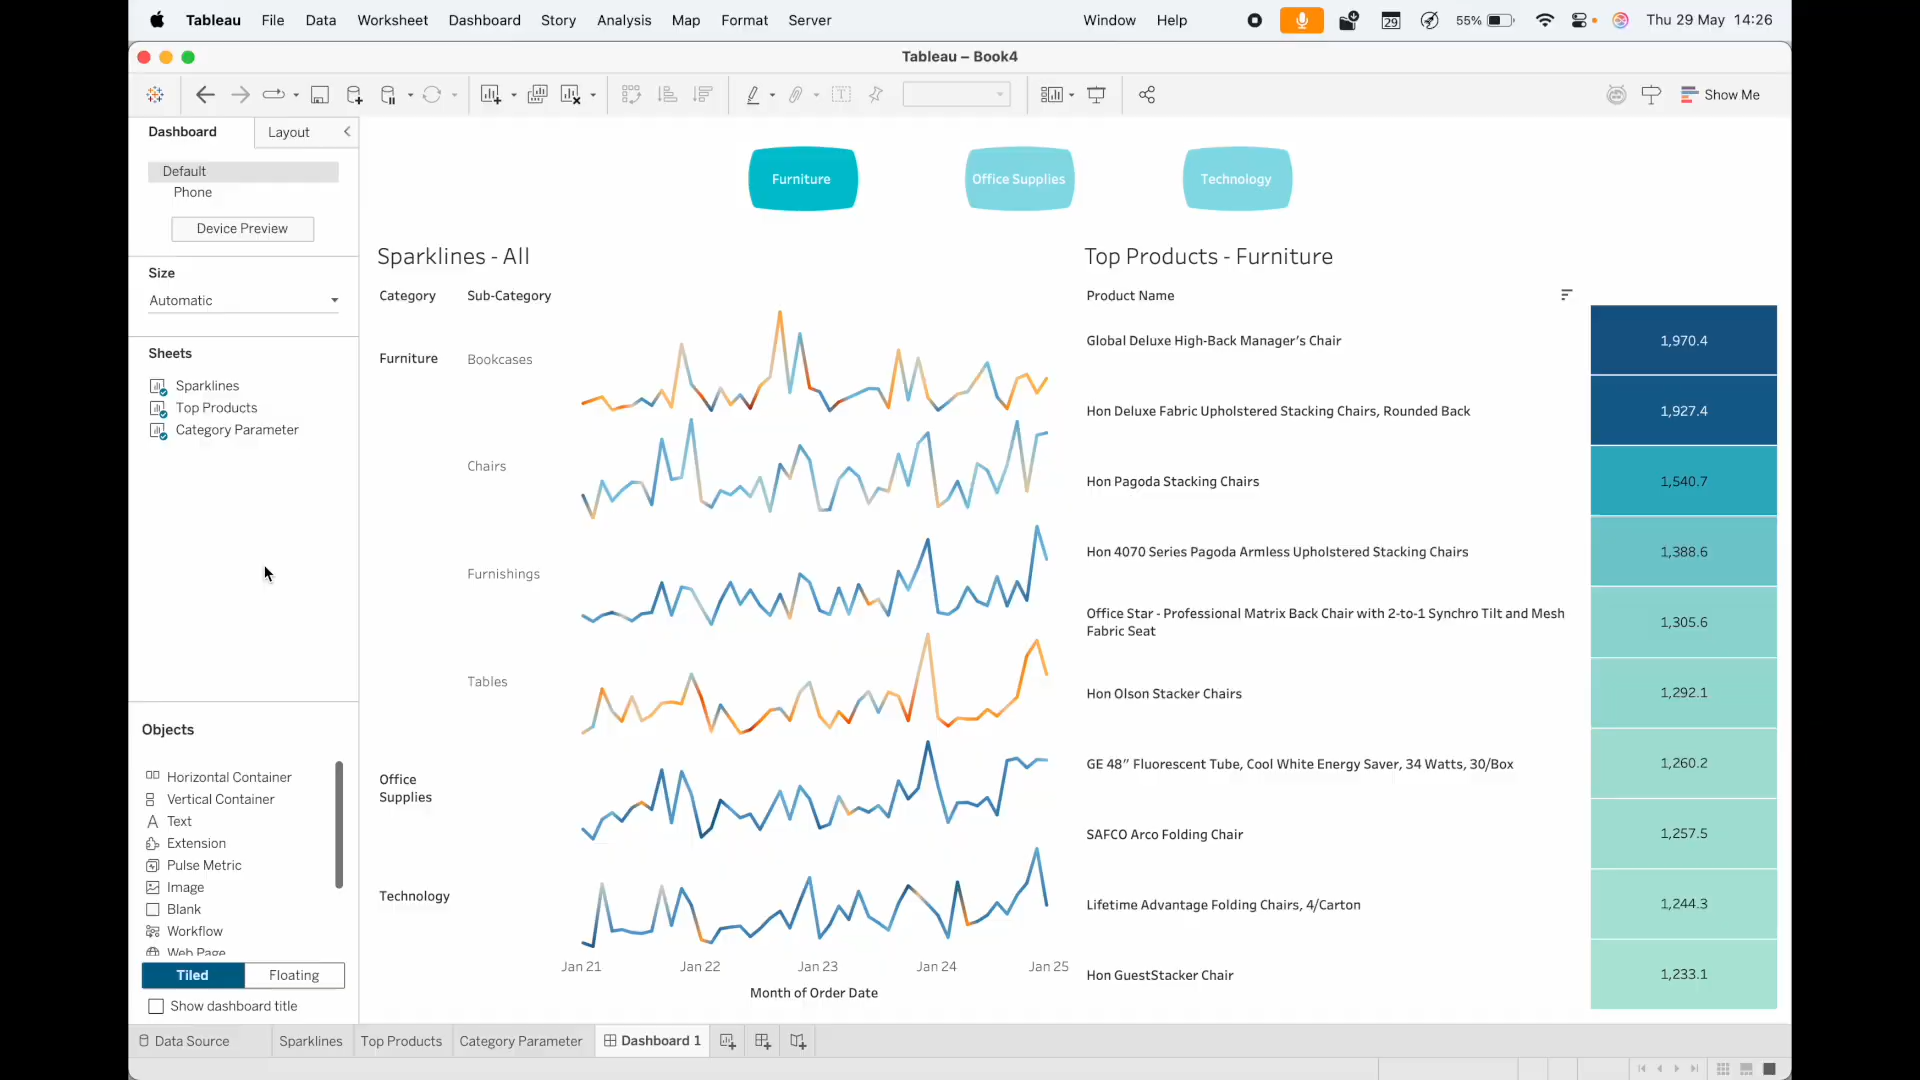 Tableau File Data Worksheet Dashboard Story Analysis Map Format Server Window Help 29 55% Thu 29 May 14:26
Tableau – Book4
Show Me
Dashboard Layout
Default
Phone
Device Preview
Size
Automatic
Sheets
Sparklines
Top Products
Category Parameter
Objects
Horizontal Container
Vertical Container
Text
Extension
Pulse Metric
Image
Blank
Workflow
Web Page
Tiled Floating
Show dashboard title
Furniture Office Supplies Technology
Sparklines - All
Category Sub-Category
Furniture Bookcases
Chairs
Furnishings
Tables
Office
Supplies
Technology
Jan 21 Jan 22 Jan 23 Jan 24 Jan 25
Month of Order Date
Top Products - Furniture
Product Name
Global Deluxe High-Back Manager's Chair 1,970.4
Hon Deluxe Fabric Upholstered Stacking Chairs, Rounded Back 1,927.4
Hon Pagoda Stacking Chairs 1,540.7
Hon 4070 Series Pagoda Armless Upholstered Stacking Chairs 1,388.6
Office Star - Professional Matrix Back Chair with 2-to-1 Synchro Tilt and Mesh
Fabric Seat 1,305.6
Hon Olson Stacker Chairs 1,292.1
GE 48" Fluorescent Tube, Cool White Energy Saver, 34 Watts, 30/Box 1,260.2
SAFCO Arco Folding Chair 1,257.5
Lifetime Advantage Folding Chairs, 4/Carton 1,244.3
Hon GuestStacker Chair 1,233.1
Data Source Sparklines Top Products Category Parameter Dashboard 1